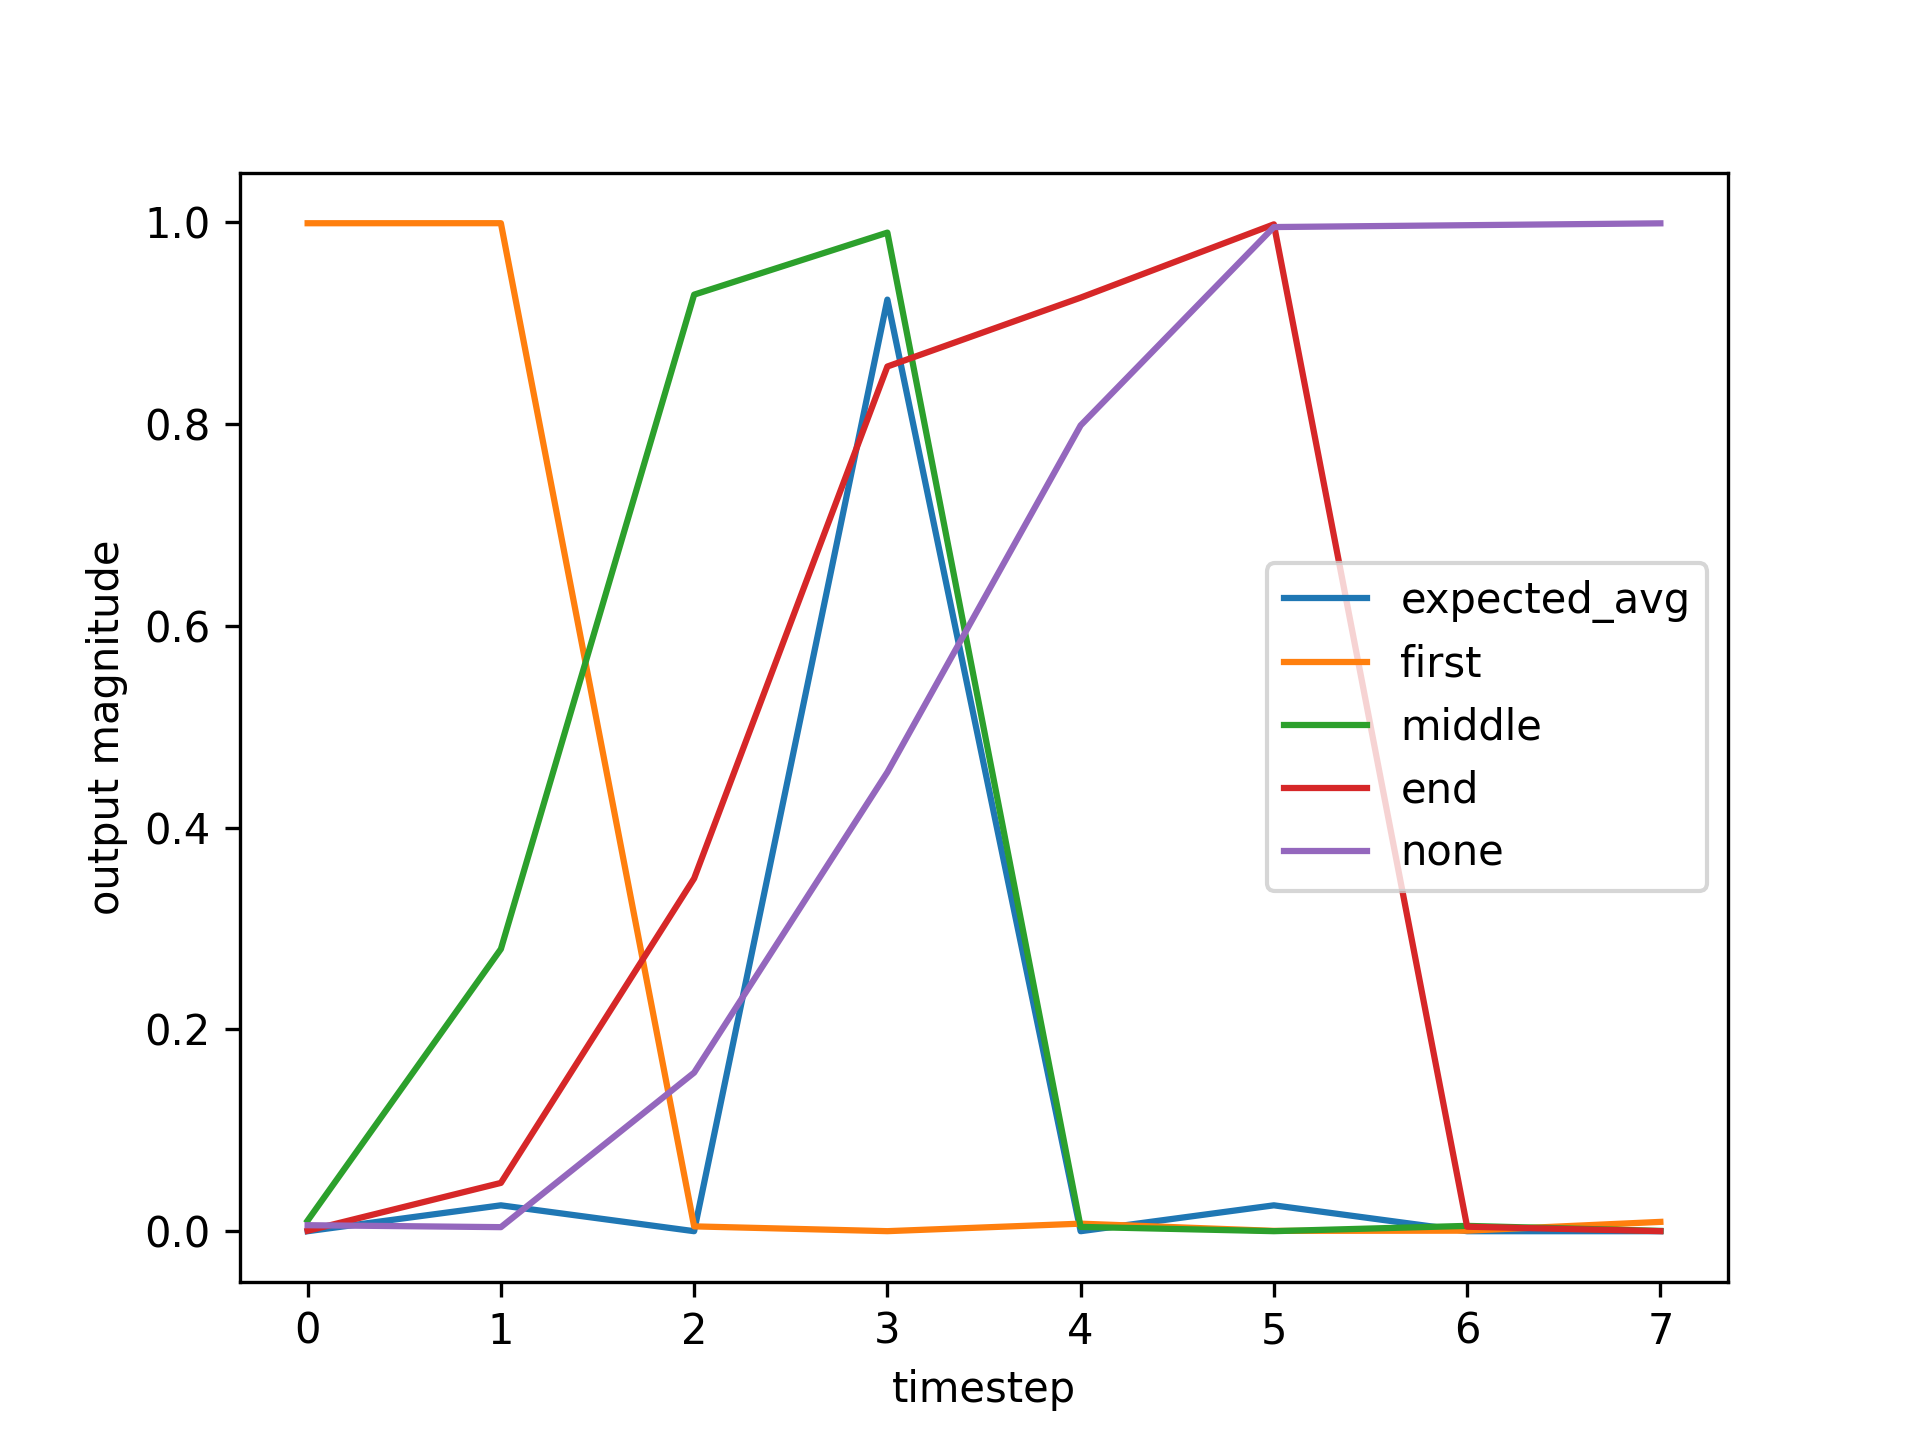 1.0
0.8
0.6
0.4
0.2
0.0
output magnitude
expected_avg
first
middle
end
none
0 1 2 3 4 5 6 7
timestep